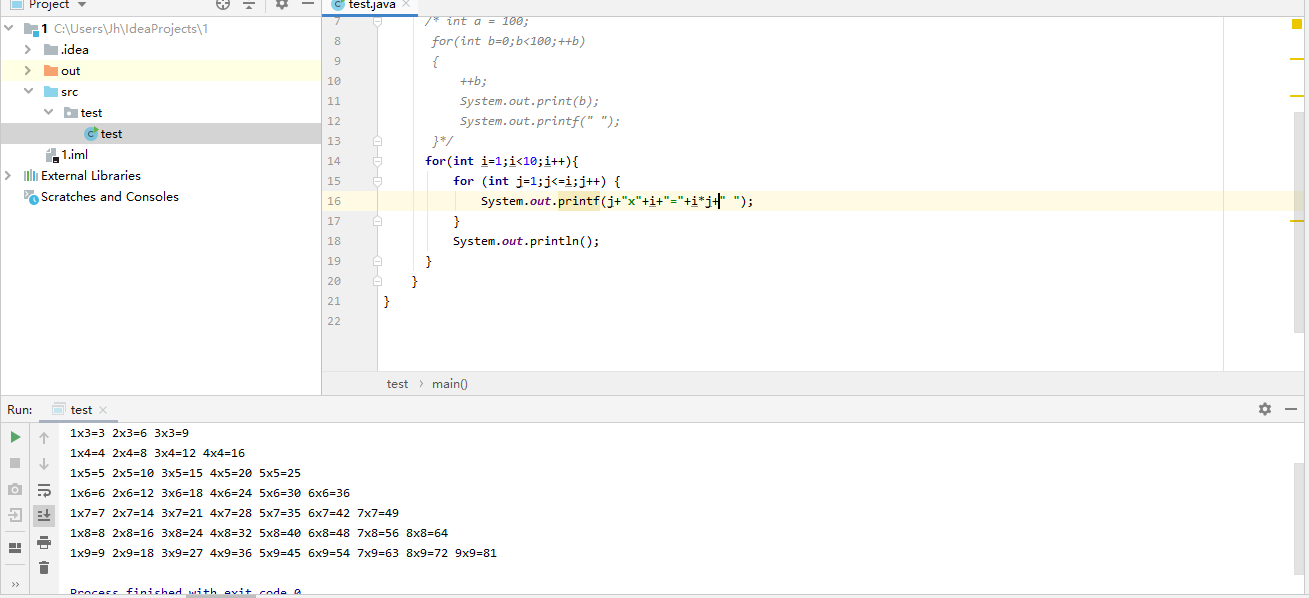 Project
test.java
1 C:\Users\Jh\IdeaProjects\1
.idea
out
src
test
test
1.iml
External Libraries
Scratches and Consoles
7 /* int a = 100;
8 for(int b=0;b<100;++b)
9 {
10 ++b;
11 System.out.print(b);
12 System.out.printf(" ");
13 }*/
14 for(int i=1;i<10;i++){
15 for (int j=1;j<=i;j++) {
16 System.out.printf(j+"x"+i+"="+i*j+" ");
17 }
18 System.out.println();
19 }
20 }
21 }
22
test › main()
Run: test
1x3=3 2x3=6 3x3=9
1x4=4 2x4=8 3x4=12 4x4=16
1x5=5 2x5=10 3x5=15 4x5=20 5x5=25
1x6=6 2x6=12 3x6=18 4x6=24 5x6=30 6x6=36
1x7=7 2x7=14 3x7=21 4x7=28 5x7=35 6x7=42 7x7=49
1x8=8 2x8=16 3x8=24 4x8=32 5x8=40 6x8=48 7x8=56 8x8=64
1x9=9 2x9=18 3x9=27 4x9=36 5x9=45 6x9=54 7x9=63 8x9=72 9x9=81
Process finished with exit code 0